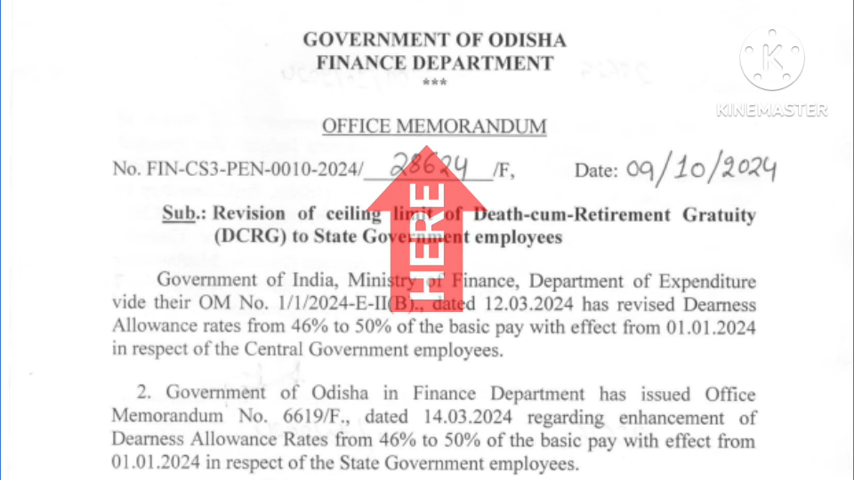 GOVERNMENT OF ODISHA
FINANCE DEPARTMENT
***
OFFICE MEMORANDUM
No. FIN-CS3-PEN-0010-2024/ 28624 /F, Date: 09/10/2024
Sub.: Revision of ceiling limit of Death-cum-Retirement Gratuity
(DCRG) to State Government employees
Government of India, Ministry of Finance, Department of Expenditure
vide their OM No. 1/1/2024-E-II(B)., dated 12.03.2024 has revised Dearness
Allowance rates from 46% to 50% of the basic pay with effect from 01.01.2024
in respect of the Central Government employees.
2. Government of Odisha in Finance Department has issued Office
Memorandum No. 6619/F., dated 14.03.2024 regarding enhancement of
Dearness Allowance Rates from 46% to 50% of the basic pay with effect from
01.01.2024 in respect of the State Government employees.
HERE
K
KINEMASTER